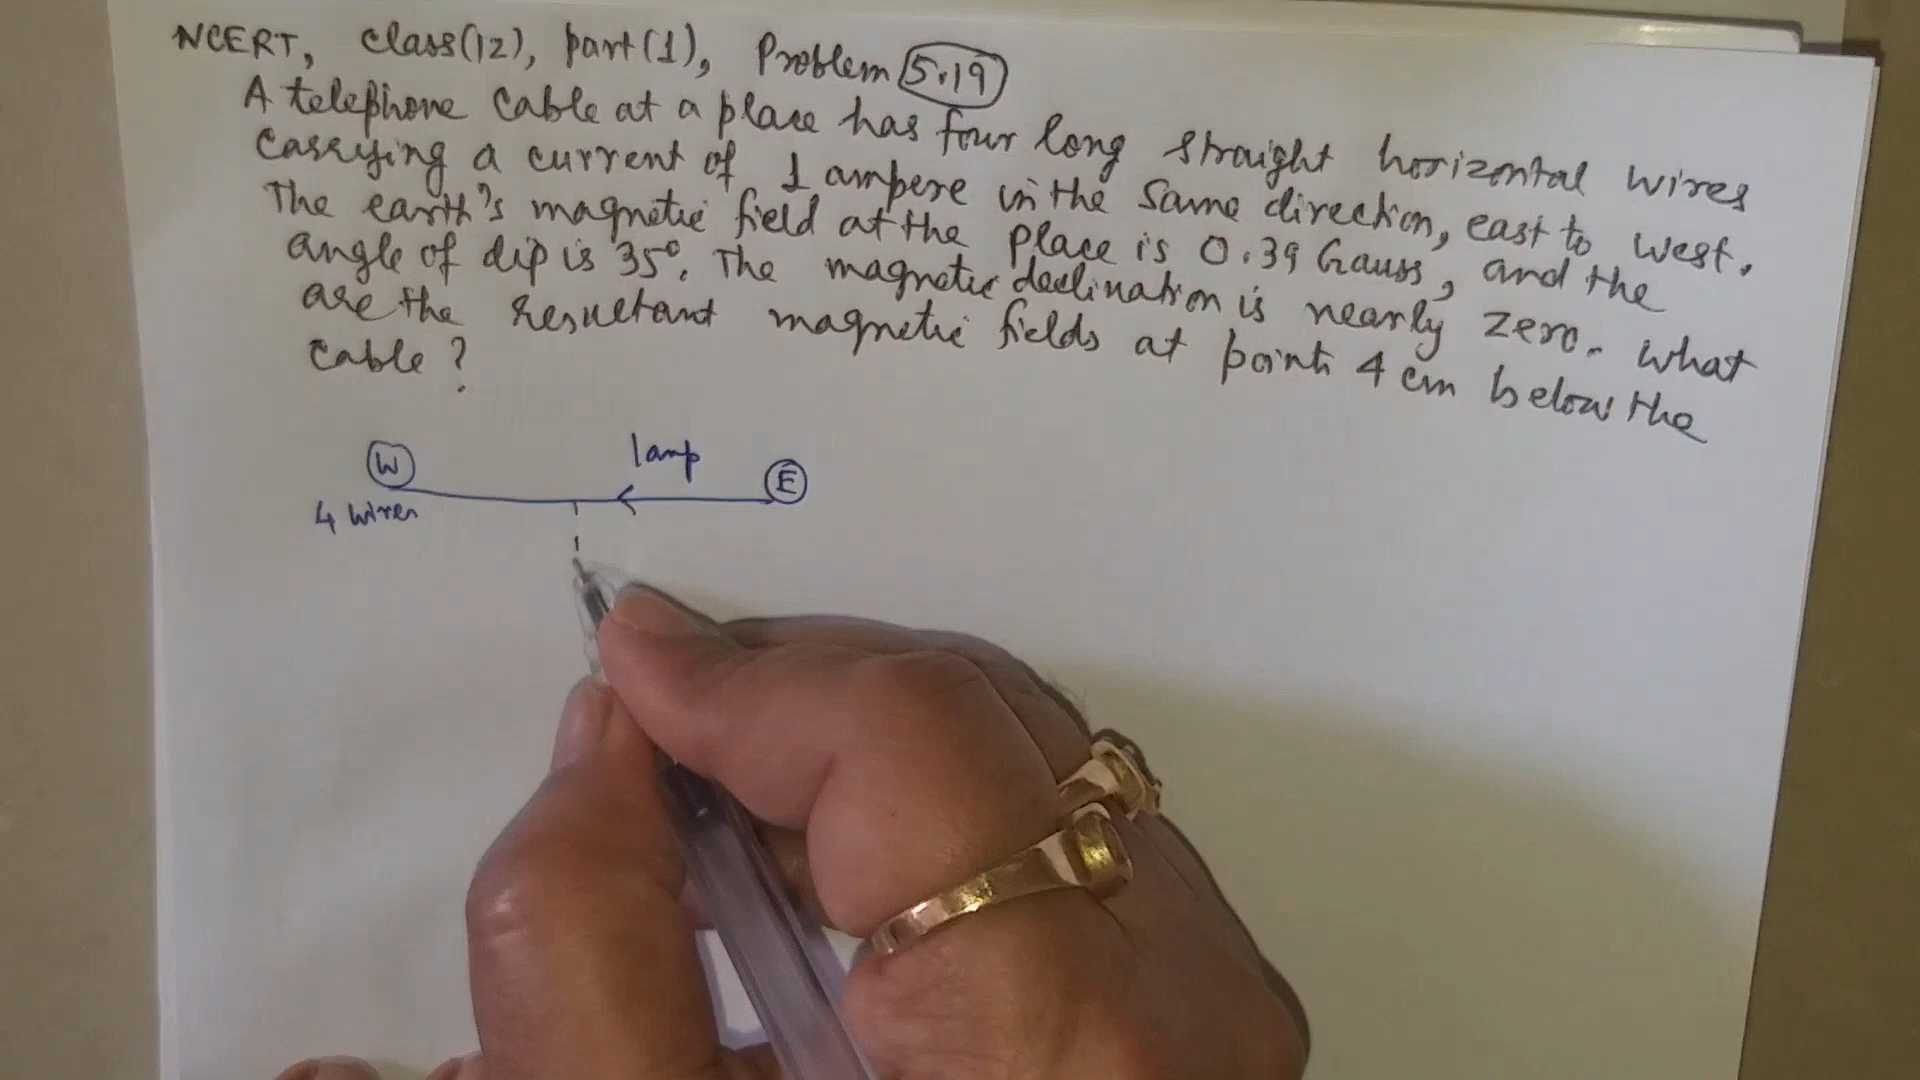 NCERT, Class(12), part(1), Problem 5.19
A telephone Cable at a place has four long straight horizontal wires
Carrying a current of 1 ampere in the same direction, east to west.
The earth's magnetic field at the place is 0.39 Gauss, and the
angle of dip is 35°. The magnetic declination is nearly zero. What
are the resultant magnetic fields at point 4 cm below the
Cable?
W 1amp E
4 wires